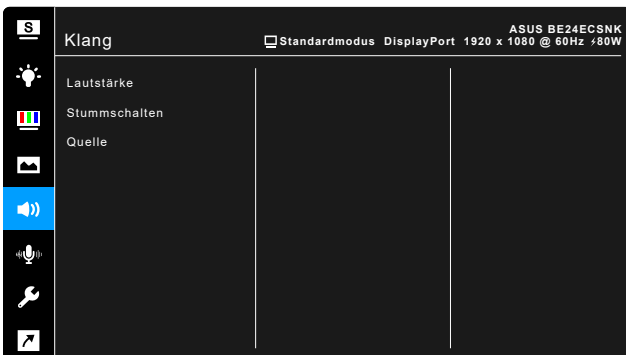 S
ASUS BE24ECSNK
Klang
Standardmodus DisplayPort 1920 x 1080 @ 60Hz ⚡80W
Lautstärke
Stummschalten
Quelle